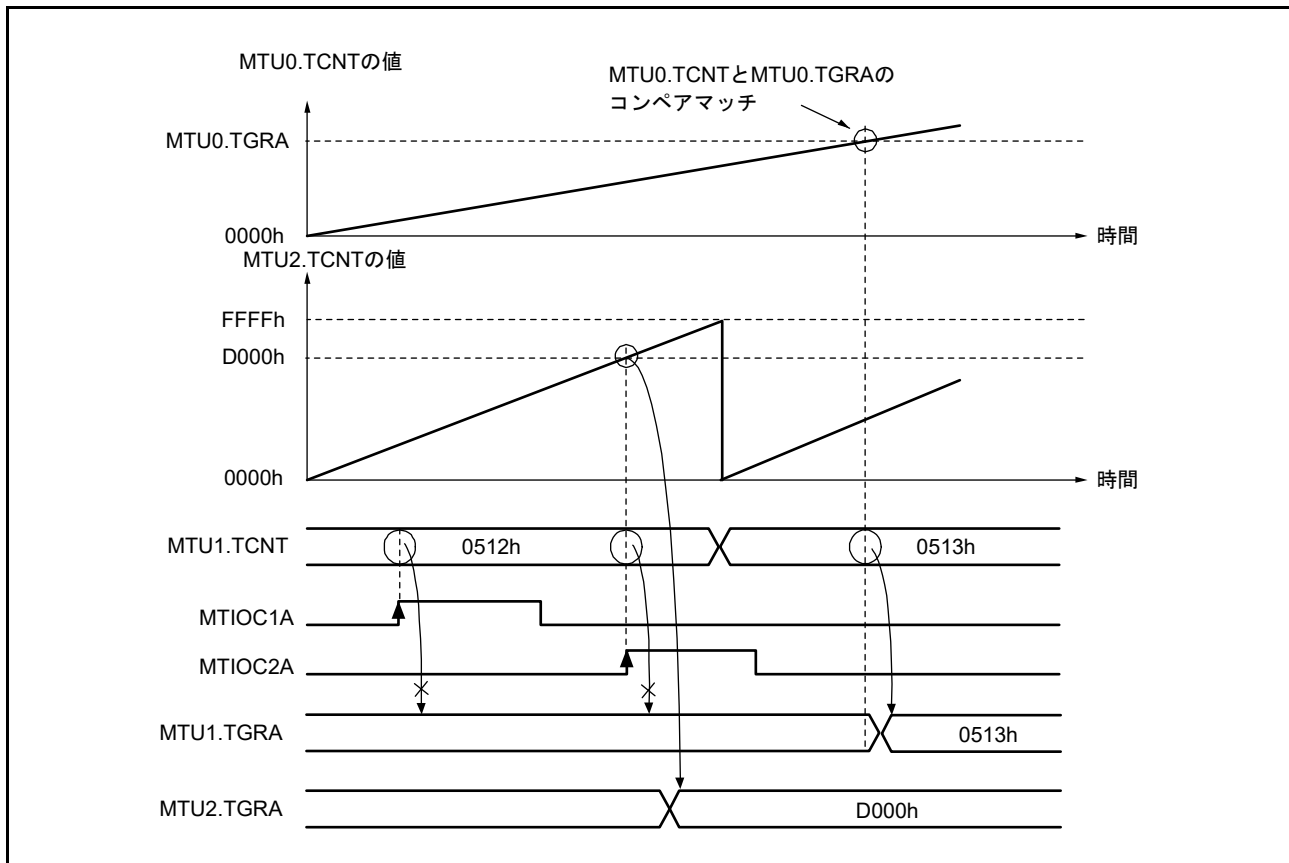 MTU0.TCNTの値
MTU0.TCNTとMTU0.TGRAの
コンペアマッチ
MTU0.TGRA
0000h
時間
MTU2.TCNTの値
FFFFh
D000h
0000h
時間
MTU1.TCNT
0512h
0513h
MTIOC1A
MTIOC2A
MTU1.TGRA
0513h
MTU2.TGRA
D000h